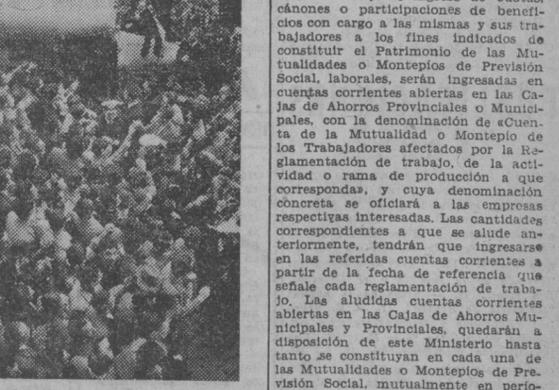 cánones o participaciones de benefi-
cios con cargo a las mismas y sus tra-
bajadores a los fines indicados de
constituir el Patrimonio de las Mu-
tualidades o Montepíos de Previsión
Social, laborales, serán ingresadas en
cuentas corrientes abiertas en las Ca-
jas de Ahorros Provinciales o Munici-
pales, con la denominación de «Cuen-
ta de la Mutualidad o Montepío de
los Trabajadores afectados por la Re-
glamentación de trabajo, de la acti-
vidad o rama de producción a que
corresponda», y cuya denominación
concreta se oficiará a las empresas
respectivas interesadas. Las cantidades
correspondientes a que se alude an-
teriormente, tendrán que ingresarse
en las referidas cuentas corrientes a
partir de la fecha de referencia que
señale cada reglamentación de traba-
jo. Las aludidas cuentas corrientes
abiertas en las Cajas de Ahorros Mu-
nicipales y Provinciales, quedarán a
disposición de este Ministerio hasta
tanto se constituyan en cada una de
las Mutualidades o Montepíos de Pre-
visión Social, mutualmente en perío-